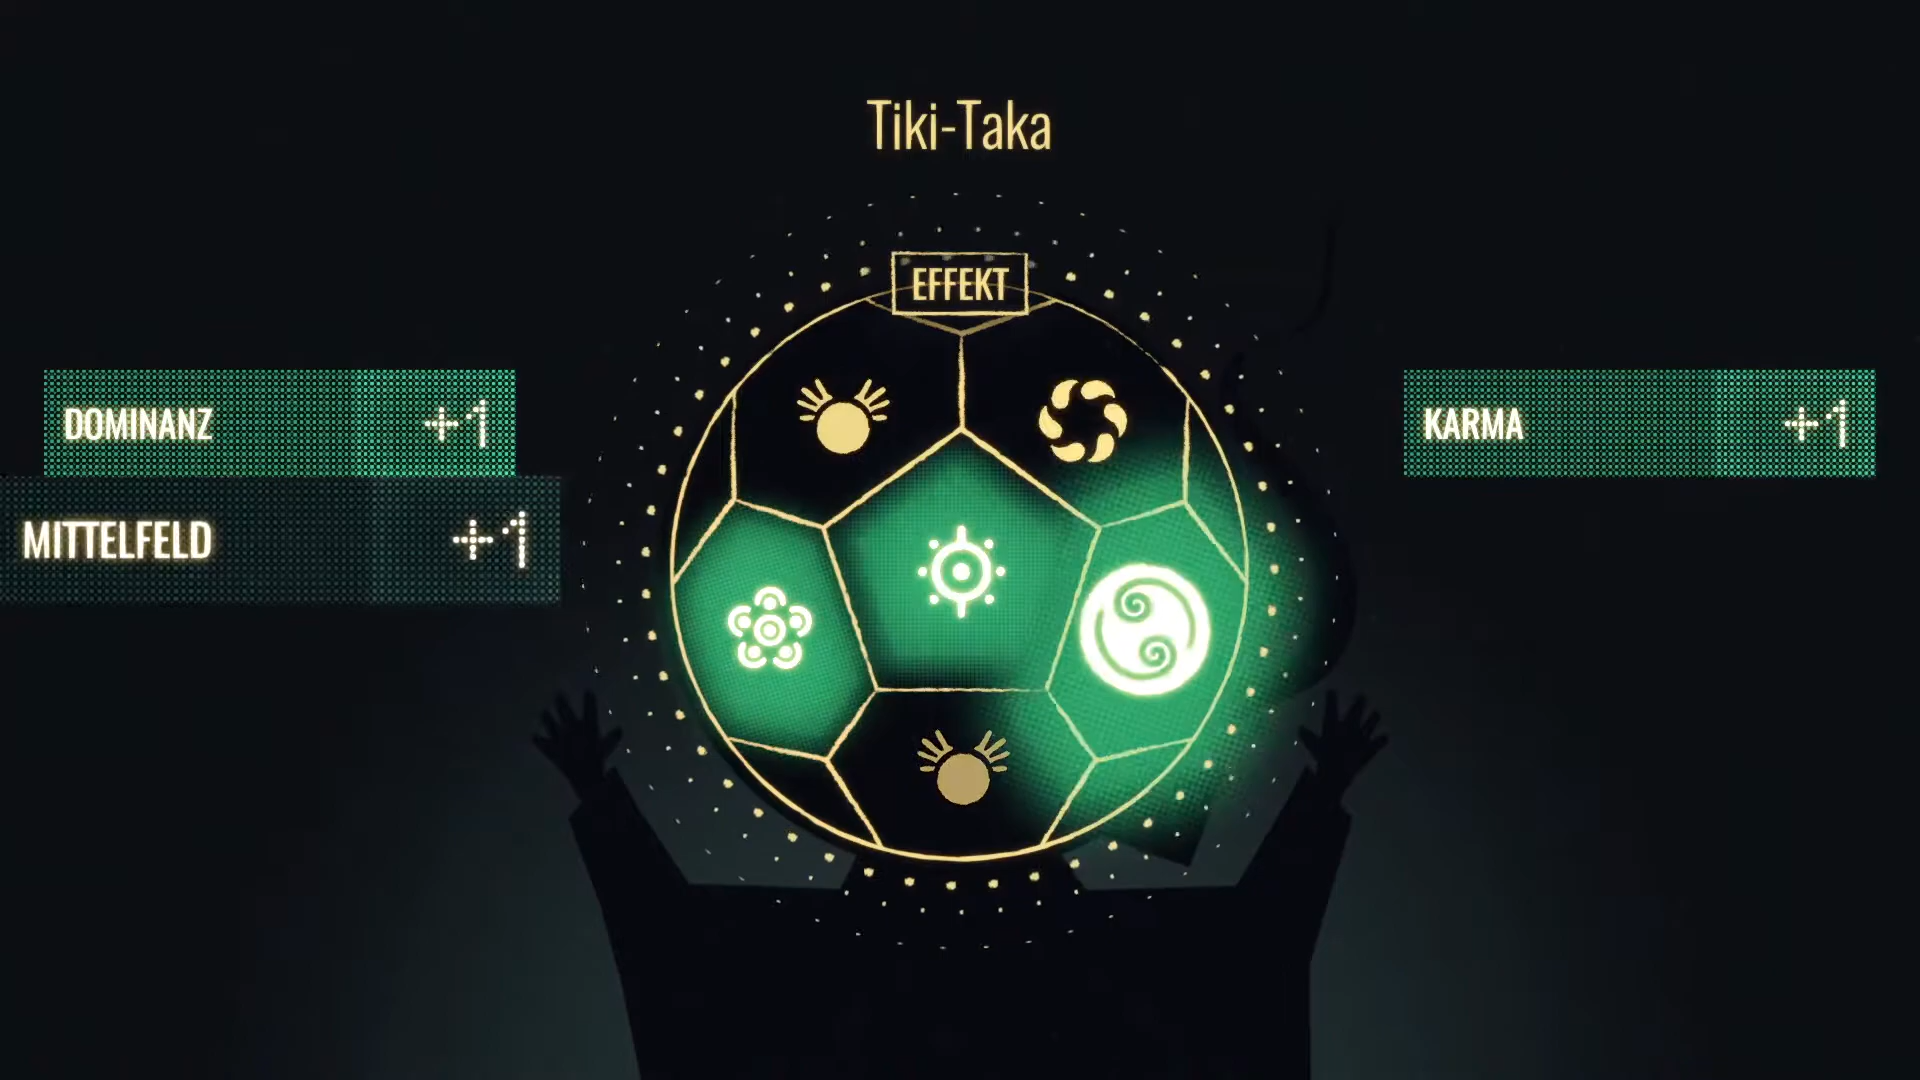 Tiki-Taka
EFFEKT
DOMINANZ +1
MITTELFELD +1
KARMA +1